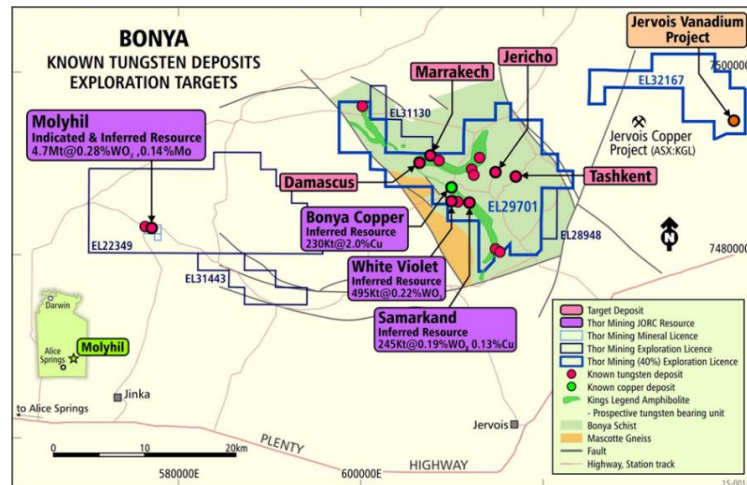 BONYA
KNOWN TUNGSTEN DEPOSITS
EXPLORATION TARGETS
Jervois Vanadium
Project
7500000
EL32167
Jericho
Marrakech
EL31130
Molyhil
Indicated & Inferred Resource
4.7Mt@0.28%WO3 ,0.14%Mo
Jervois Copper
Project (ASX:KGL)
Damascus
Tashkent
EL29701
Bonya Copper
Inferred Resource
230Kt@2.0%Cu
EL28948
EL22349
7480000
White Violet
Inferred Resource
495Kt@0.22%WO3
EL31443
Samarkand
Inferred Resource
245Kt@0.19%WO3 0.13%Cu
N
Darwin
Alice
Springs
Molyhil
Target Deposit
Thor Mining JORC Resource
Thor Mining Mineral Licence
Thor Mining Exploration Licence
Thor Mining (40%) Exploration Licence
Known tungsten deposit
Known copper deposit
Kings Legend Amphibolite
- Prospective tungsten bearing unit
Bonya Schist
Mascotte Gneiss
Fault
Highway, Station track
Jinka
to Alice Springs
Jervois
PLENTY
HIGHWAY
0 10 20km
580000E
600000E